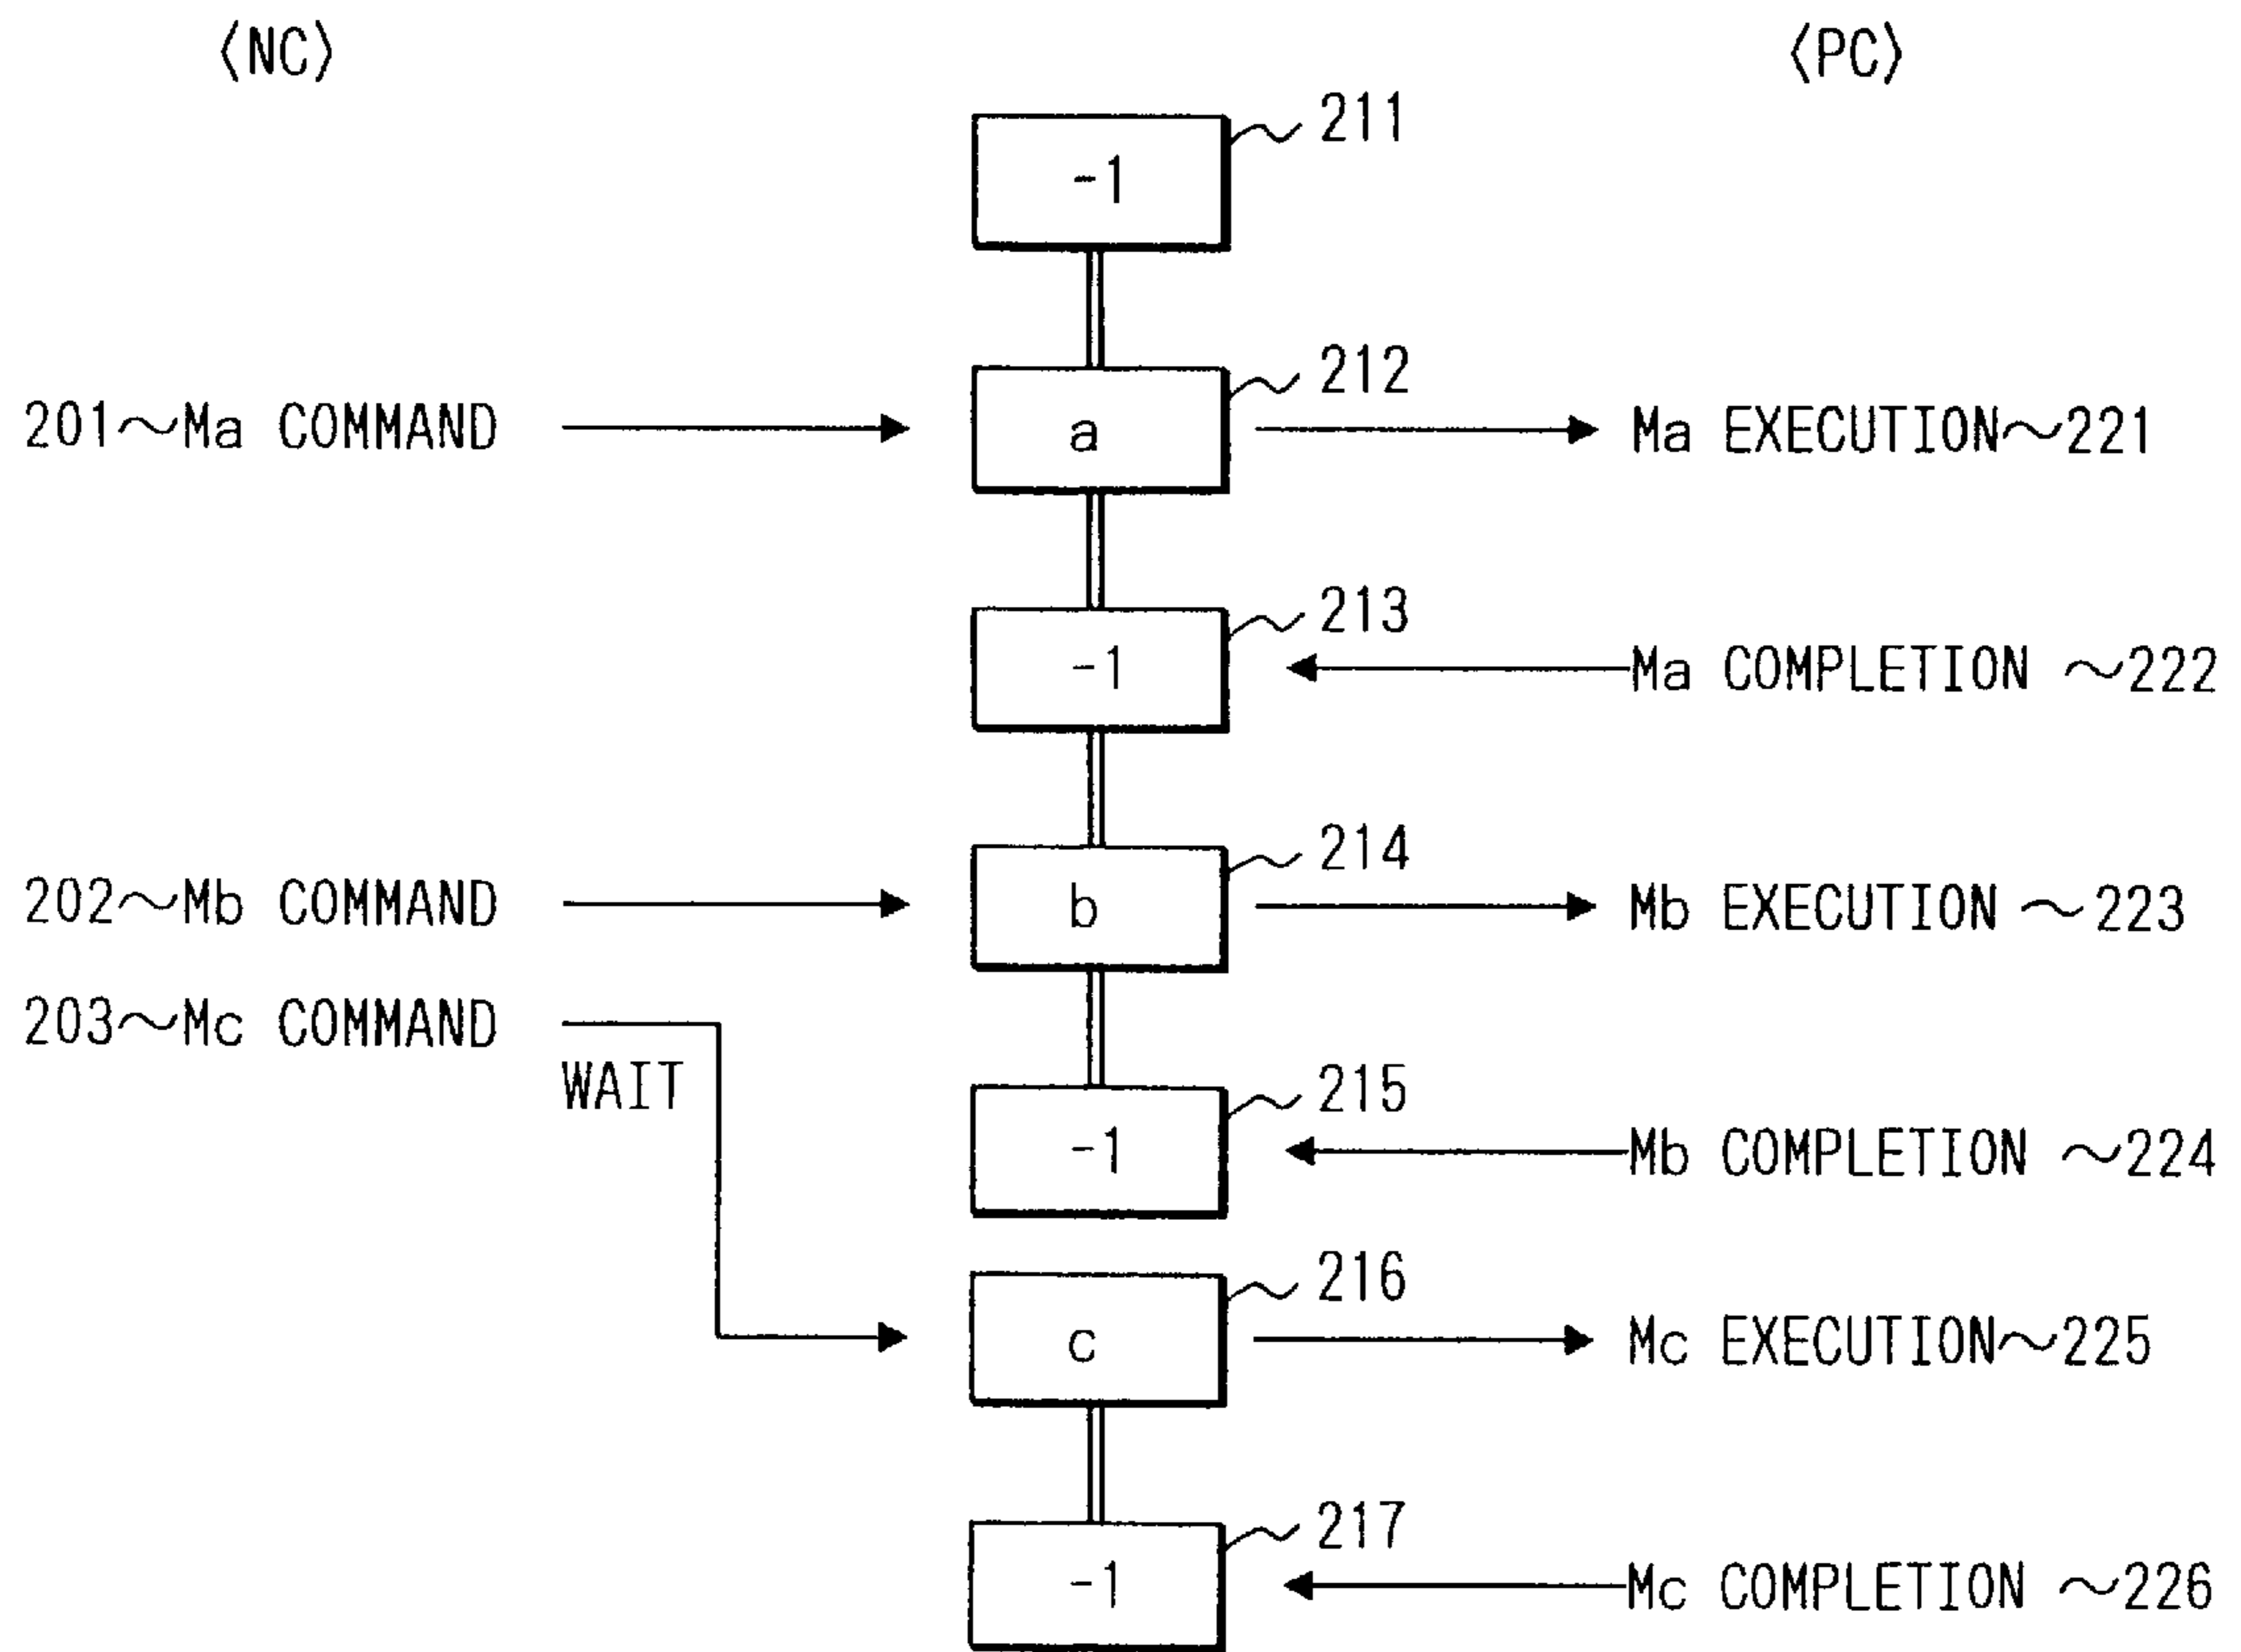 〈NC〉 〈PC〉
-1 211
201~Ma COMMAND a 212 Ma EXECUTION~221
-1 213 Ma COMPLETION ~222
202~Mb COMMAND b 214 Mb EXECUTION ~223
203~Mc COMMAND
WAIT
-1 215 Mb COMPLETION ~224
c 216 Mc EXECUTION~225
-1 217 Mc COMPLETION ~226